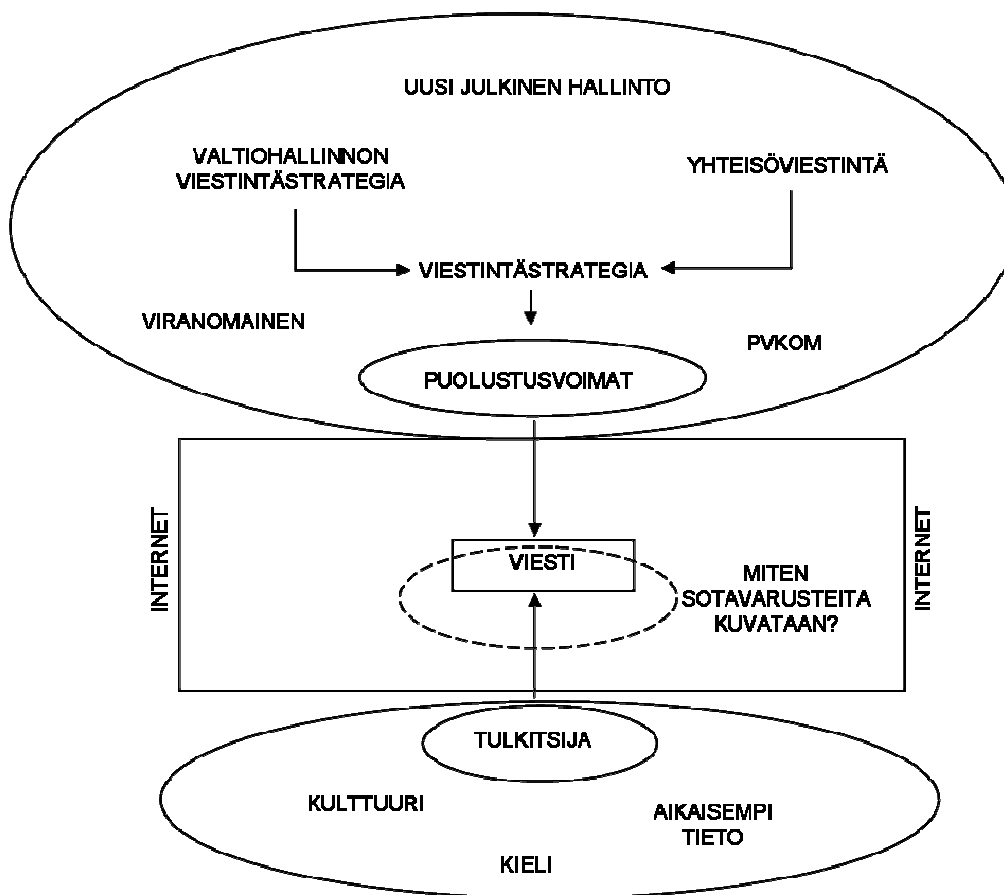 UUSI JULKINEN HALLINTO
VALTIOHALLINNON
VIESTINTÄSTRATEGIA
YHTEISÖVIESTINTÄ
VIESTINTÄSTRATEGIA
VIRANOMAINEN
PVKOM
PUOLUSTUSVOIMAT
INTERNET
VIESTI
MITEN
SOTAVARUSTEITA
KUVATAAN?
INTERNET
TULKITSIJA
KULTTUURI
AIKAISEMPI
TIETO
KIELI